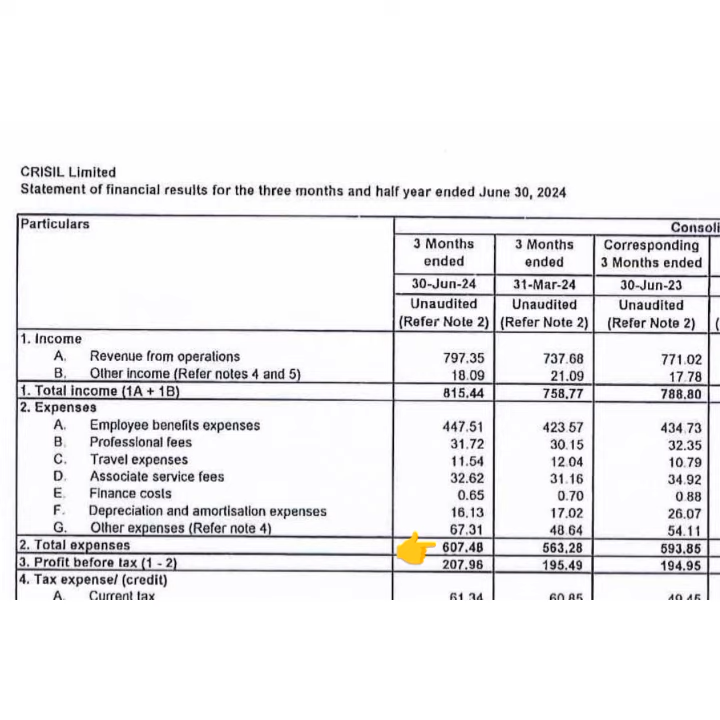 CRISIL Limited
Statement of financial results for the three months and half year ended June 30, 2024
Particulars
Consoli
3 Months ended 3 Months ended Corresponding 3 Months ended
30-Jun-24 31-Mar-24 30-Jun-23
Unaudited Unaudited Unaudited
(Refer Note 2) (Refer Note 2) (Refer Note 2) (
1. Income
A. Revenue from operations 797.35 737.68 771.02
B. Other income (Refer notes 4 and 5) 18.09 21.09 17.78
1. Total income (1A + 1B) 815.44 758.77 788.80
2. Expenses
A. Employee benefits expenses 447.51 423.57 434.73
B. Professional fees 31.72 30.15 32.35
C. Travel expenses 11.54 12.04 10.79
D. Associate service fees 32.62 31.16 34.92
E. Finance costs 0.65 0.70 0.88
F. Depreciation and amortisation expenses 16.13 17.02 26.07
G. Other expenses (Refer note 4) 67.31 48.64 54.11
2. Total expenses 607.48 563.28 593.85
3. Profit before tax (1 - 2) 207.96 195.49 194.95
4. Tax expense/ (credit)
A. Current tax 61.34 60.85 49.45